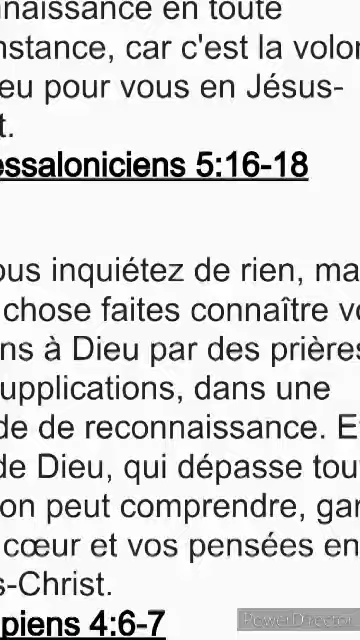 nnaissance en toute
nstance, car c'est la volon
eu pour vous en Jésus-
t.
essaloniciens 5:16-18
ous inquiétez de rien, ma
chose faites connaître vo
ns à Dieu par des prières
upplications, dans une
de de reconnaissance. E
de Dieu, qui dépasse tou
on peut comprendre, gar
cœur et vos pensées en
s-Christ.
piens 4:6-7
PowerDirector